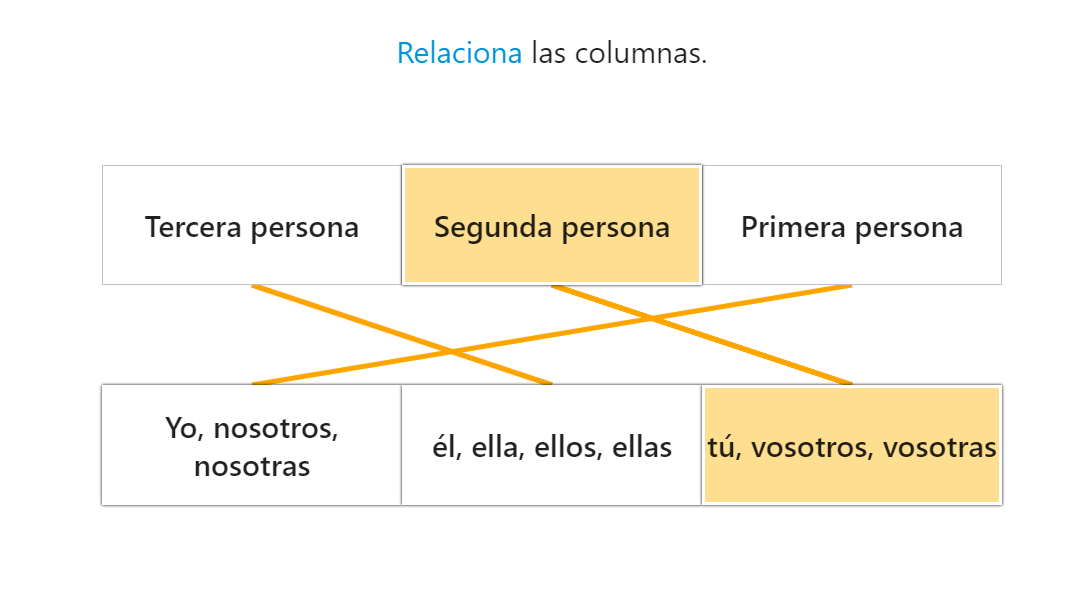 Relaciona las columnas.
Tercera persona
Segunda persona
Primera persona
Yo, nosotros,
nosotras
él, ella, ellos, ellas
tú, vosotros, vosotras